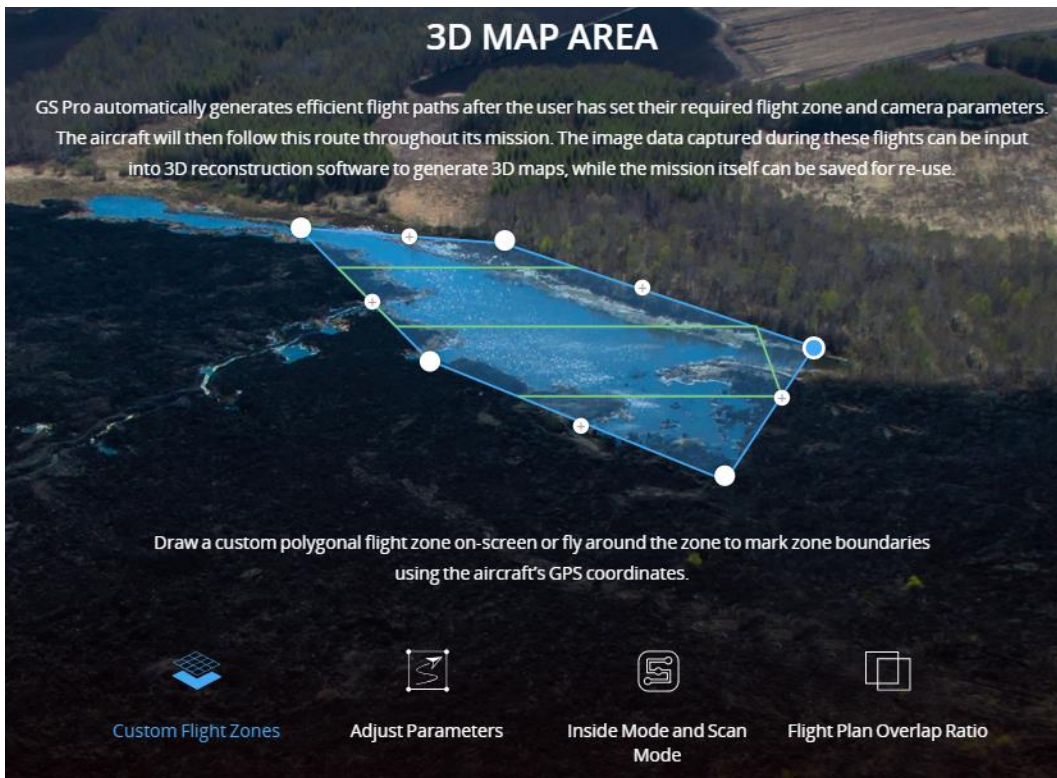 3D MAP AREA
GS Pro automatically generates efficient flight paths after the user has set their required flight zone and camera parameters.
The aircraft will then follow this route throughout its mission. The image data captured during these flights can be input
into 3D reconstruction software to generate 3D maps, while the mission itself can be saved for re-use.
Draw a custom polygonal flight zone on-screen or fly around the zone to mark zone boundaries
using the aircraft's GPS coordinates.
Custom Flight Zones
Adjust Parameters
Inside Mode and Scan
Mode
Flight Plan Overlap Ratio